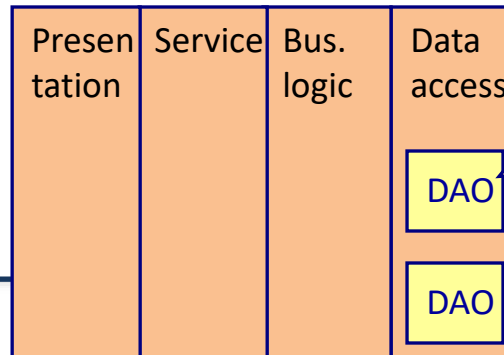 Presen
tation
Service
Bus.
logic
Data
access
DAO
DAO